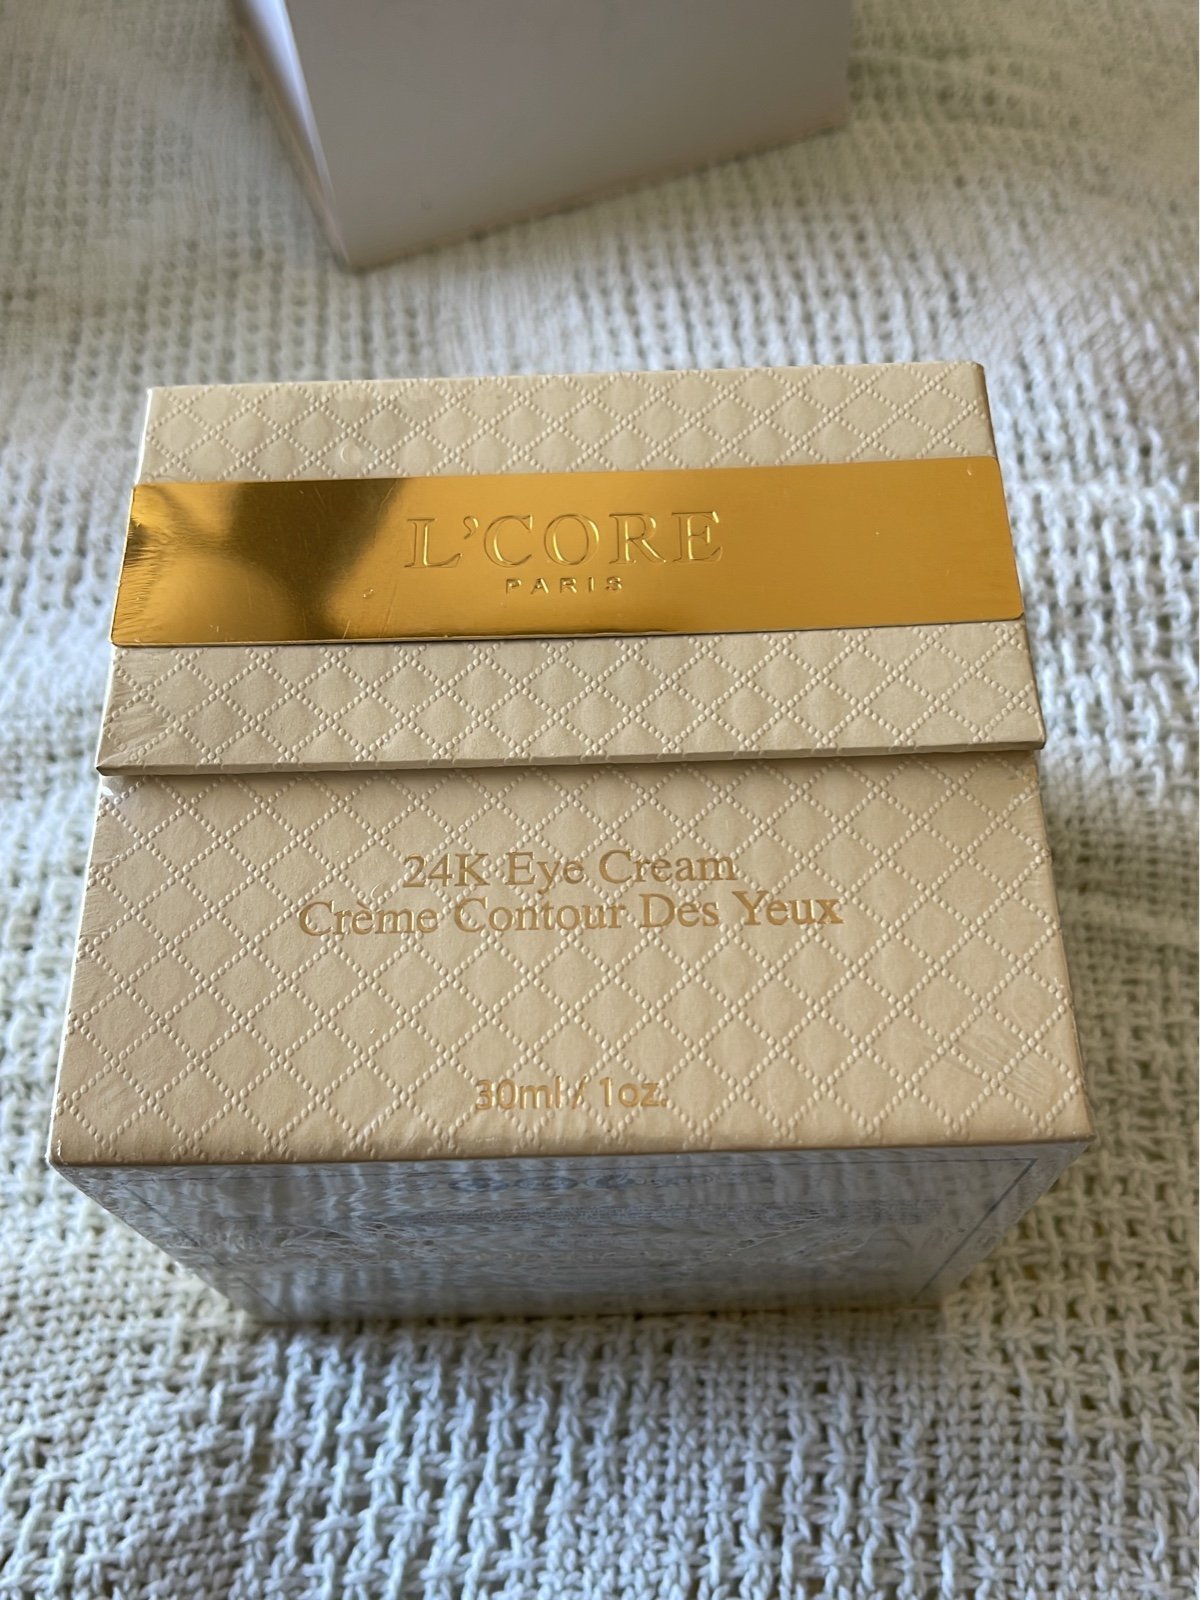 L'CORE
PARIS
24K Eye Cream
Crème Contour Des Yeux
30ml / 1oz.